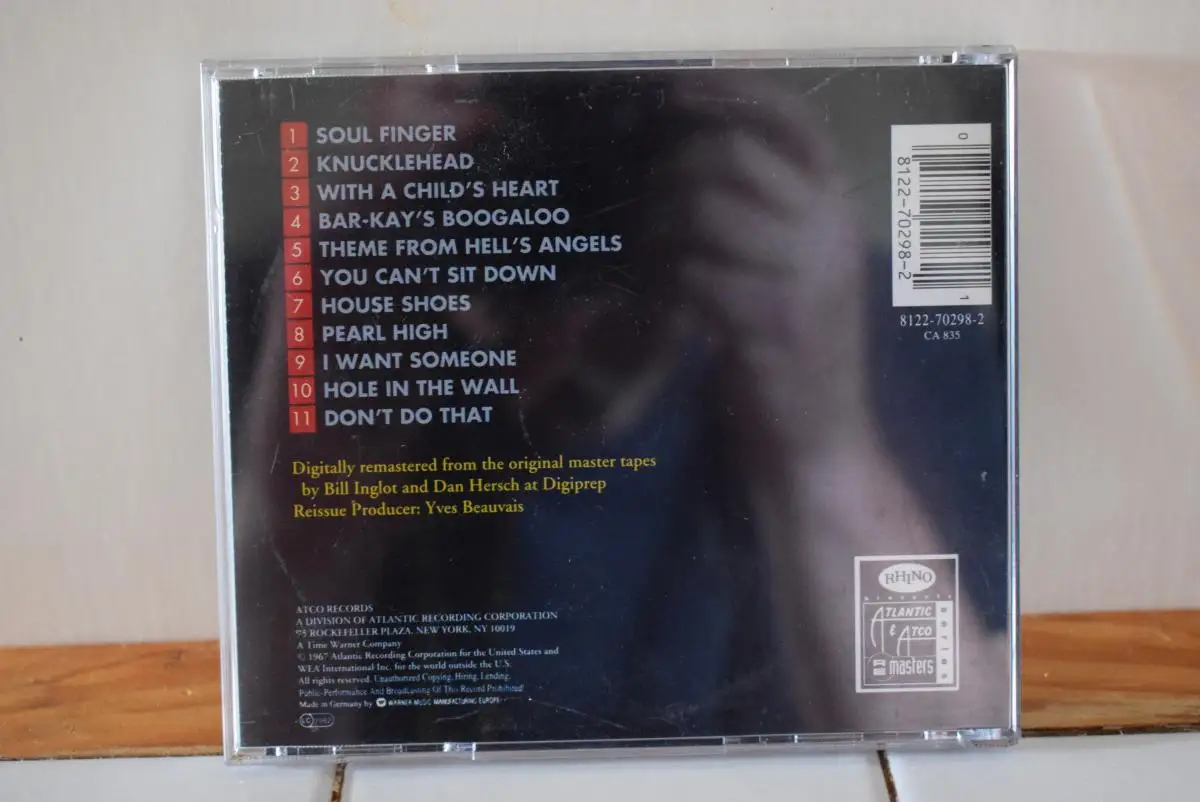 1 SOUL FINGER
2 KNUCKLEHEAD
3 WITH A CHILD'S HEART
4 BAR-KAY'S BOOGALOO
5 THEME FROM HELL'S ANGELS
6 YOU CAN'T SIT DOWN
7 HOUSE SHOES
8 PEARL HIGH
9 I WANT SOMEONE
10 HOLE IN THE WALL
11 DON'T DO THAT
Digitally remastered from the original master tapes
by Bill Inglot and Dan Hersch at Digiprep
Reissue Producer: Yves Beauvais
0 8122-70298-2 1
8122-70298-2
CA 835
ATCO RECORDS
A DIVISION OF ATLANTIC RECORDING CORPORATION
75 ROCKEFELLER PLAZA, NEW YORK, NY 10019
A Time Warner Company
© 1967 Atlantic Recording Corporation for the United States and
WEA International Inc. for the world outside the U.S.
All rights reserved. Unauthorized Copying, Hiring, Lending,
Public Performance And Broadcasting Of This Record Prohibited!
Made in Germany by WARNER MUSIC MANUFACTURING EUROPE
LC
RHINO
presents
ATLANTIC
& ATCO
masters
series